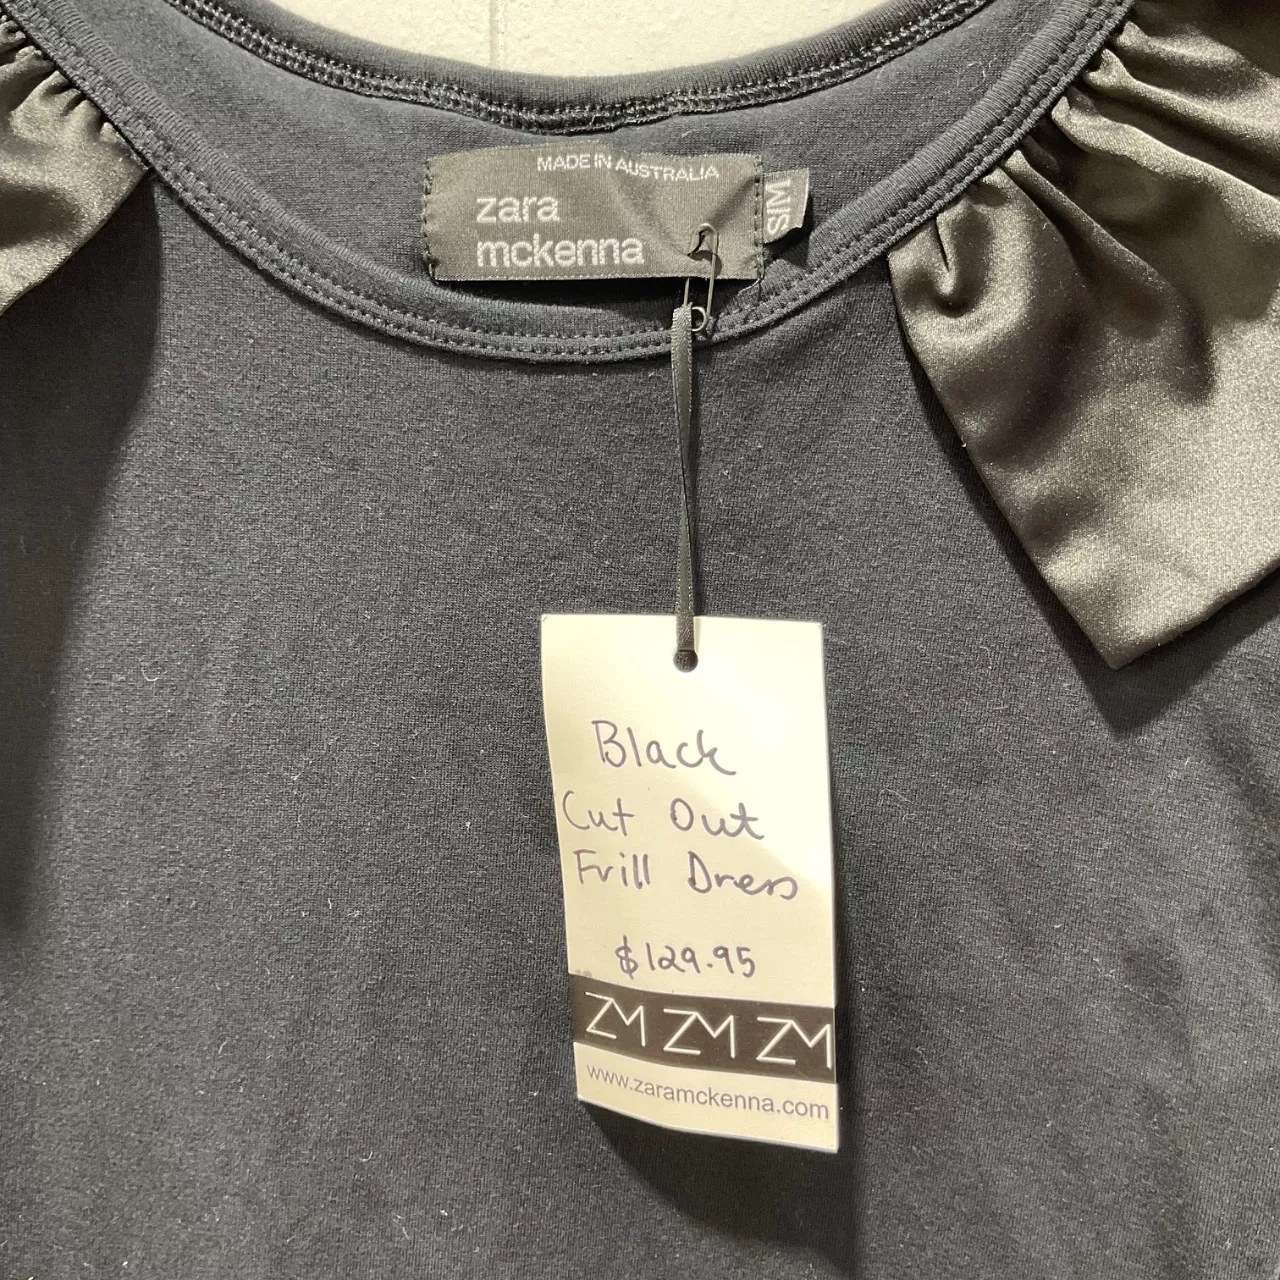 MADE IN AUSTRALIA
zara
mckenna
S|M
Black
Cut Out
Frill Dress
$129.95
ZM ZM ZM
www.zaramckenna.com